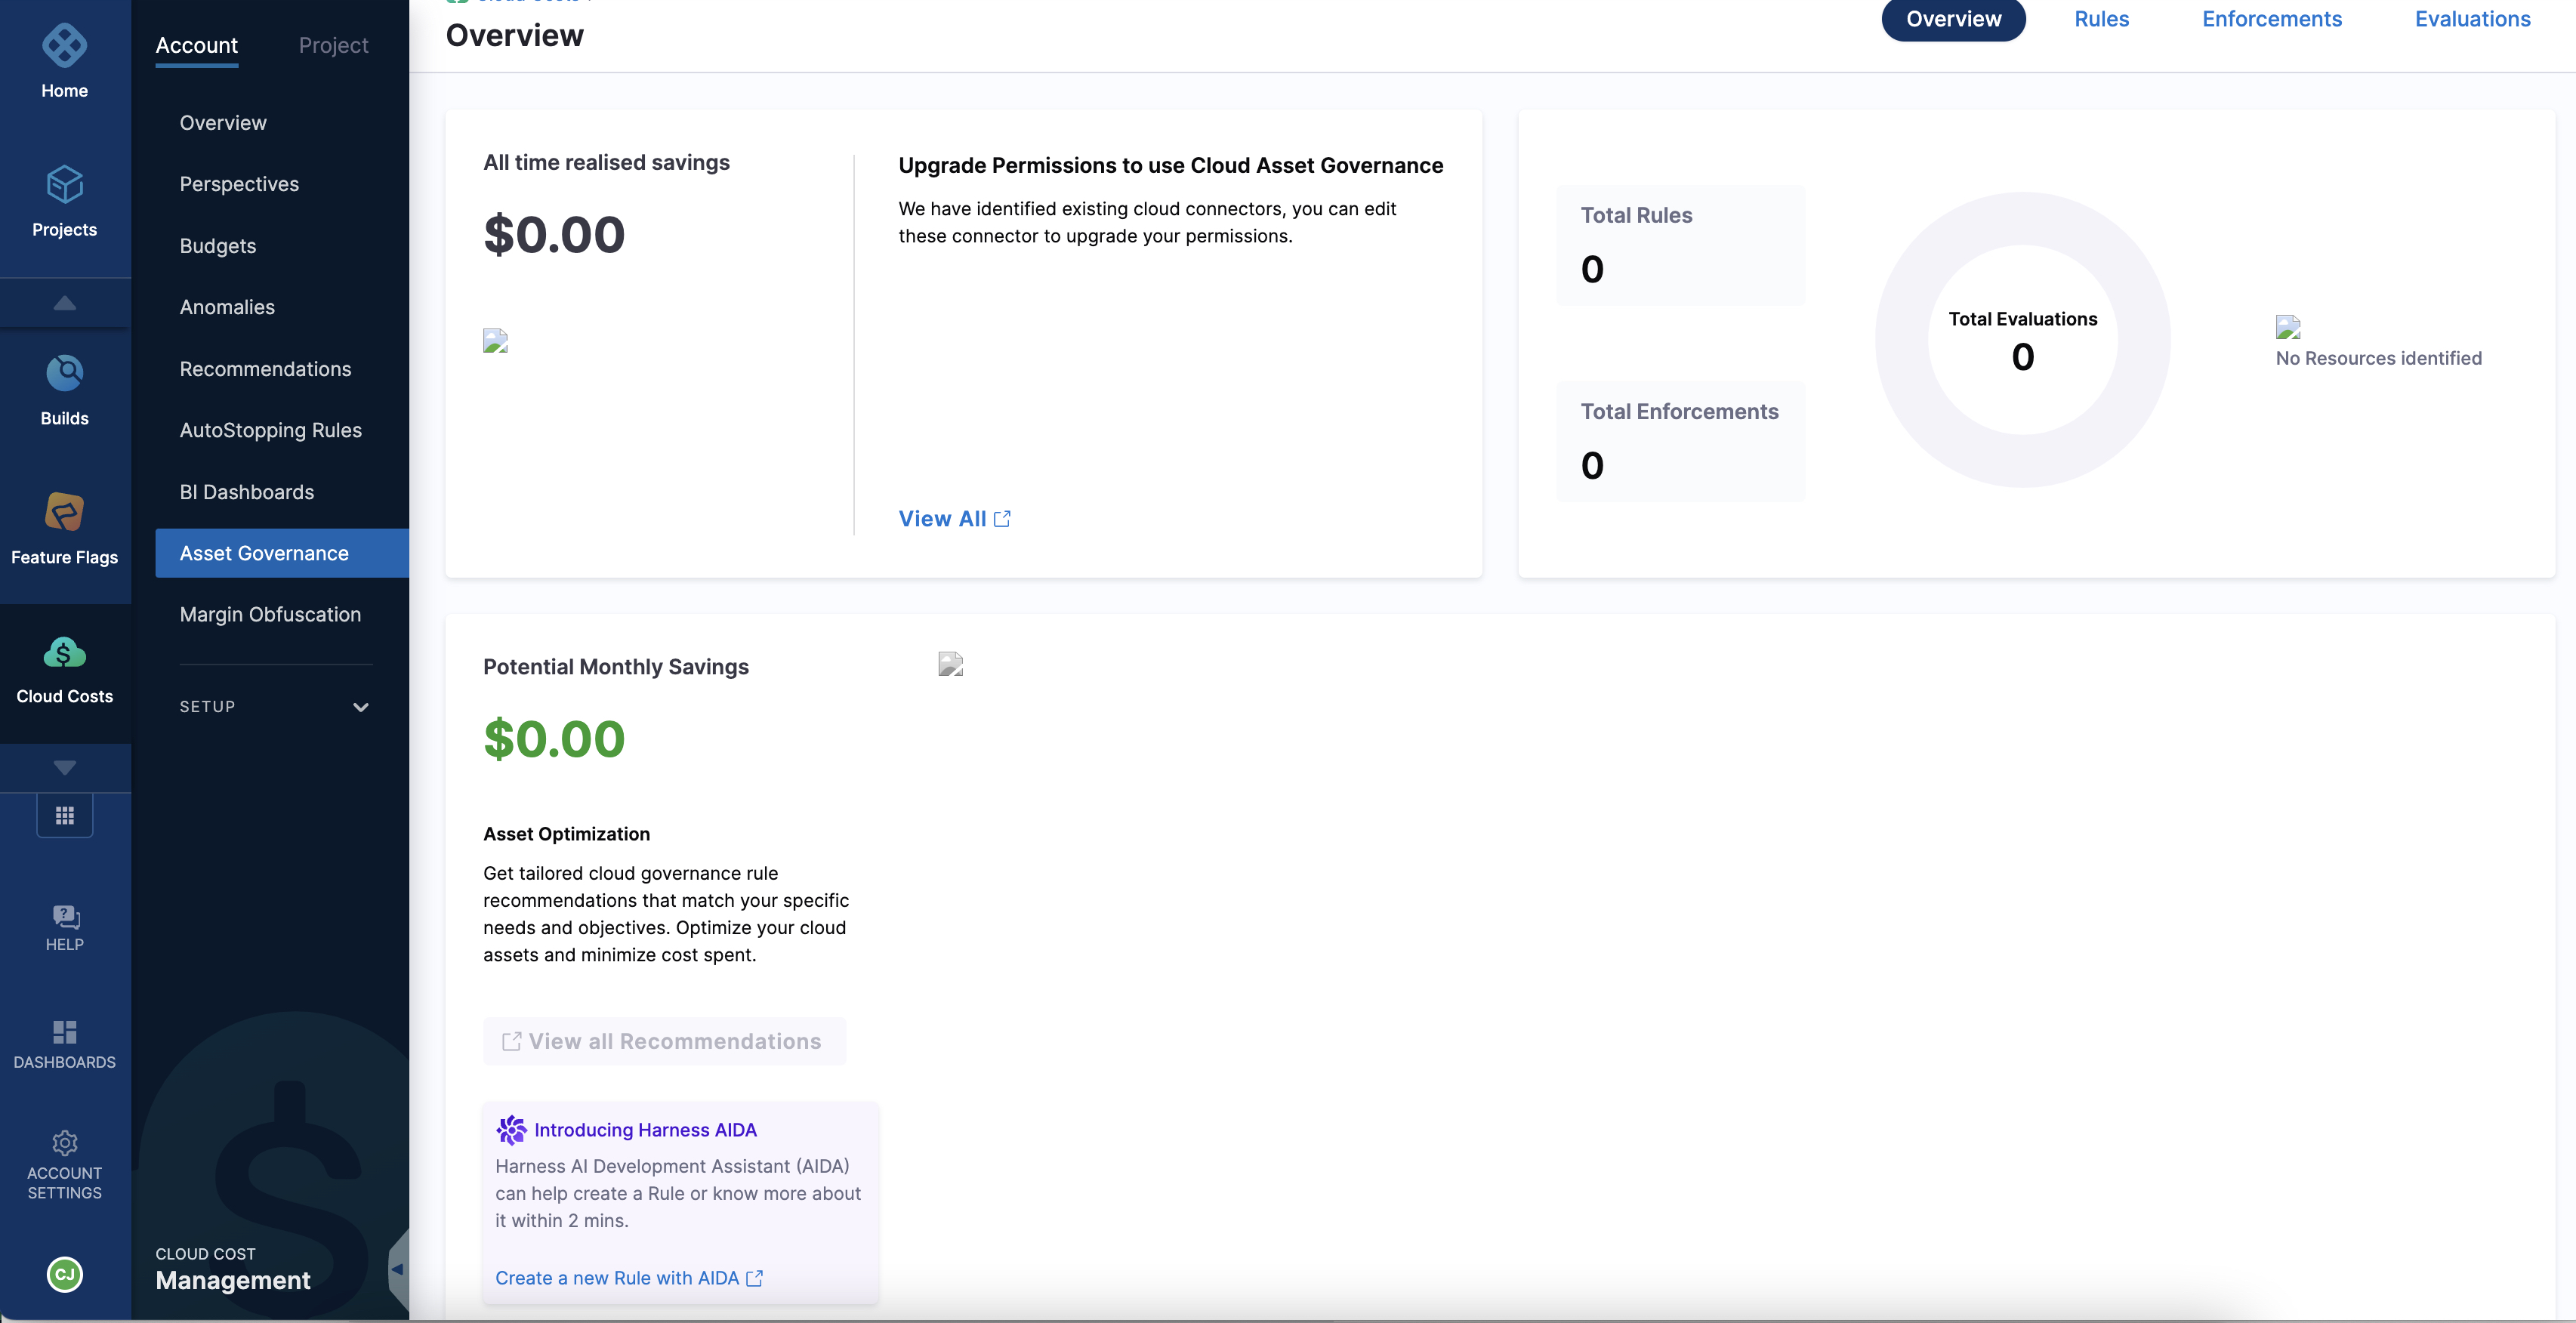 Home
Projects
Builds
Feature Flags
Cloud Costs
HELP
DASHBOARDS
ACCOUNT
SETTINGS
CJ
Account
Project
Overview
Perspectives
Budgets
Anomalies
Recommendations
AutoStopping Rules
BI Dashboards
Asset Governance
Margin Obfuscation
SETUP
CLOUD COST
Management
Cloud Costs
Overview
Overview
Rules
Enforcements
Evaluations
All time realised savings
$0.00
Upgrade Permissions to use Cloud Asset Governance
We have identified existing cloud connectors, you can edit
these connector to upgrade your permissions.
View All
Total Rules
0
Total Enforcements
0
Total Evaluations
0
No Resources identified
Potential Monthly Savings
$0.00
Asset Optimization
Get tailored cloud governance rule
recommendations that match your specific
needs and objectives. Optimize your cloud
assets and minimize cost spent.
View all Recommendations
Introducing Harness AIDA
Harness AI Development Assistant (AIDA)
can help create a Rule or know more about
it within 2 mins.
Create a new Rule with AIDA